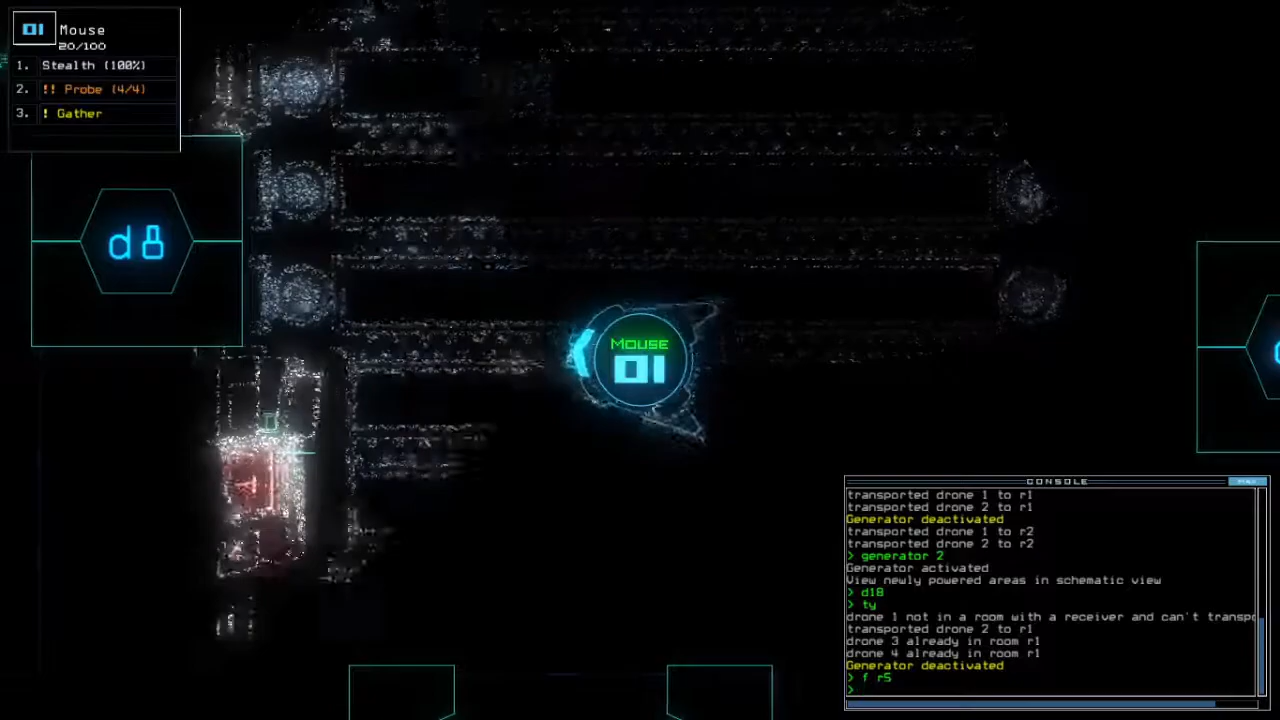 01 Mouse
20/100
1. Stealth (100%)
2. !! Probe (4/4)
3. ! Gather
d8
Mouse
01
CONSOLE
transported drone 1 to r1
transported drone 2 to r1
Generator deactivated
transported drone 1 to r2
transported drone 2 to r2
> generator 2
Generator activated
View newly powered areas in schematic view
> d18
> ty
drone 1 not in a room with a receiver and can't transpo
transported drone 2 to r1
drone 3 already in room r1
drone 4 already in room r1
Generator deactivated
> f r5
>